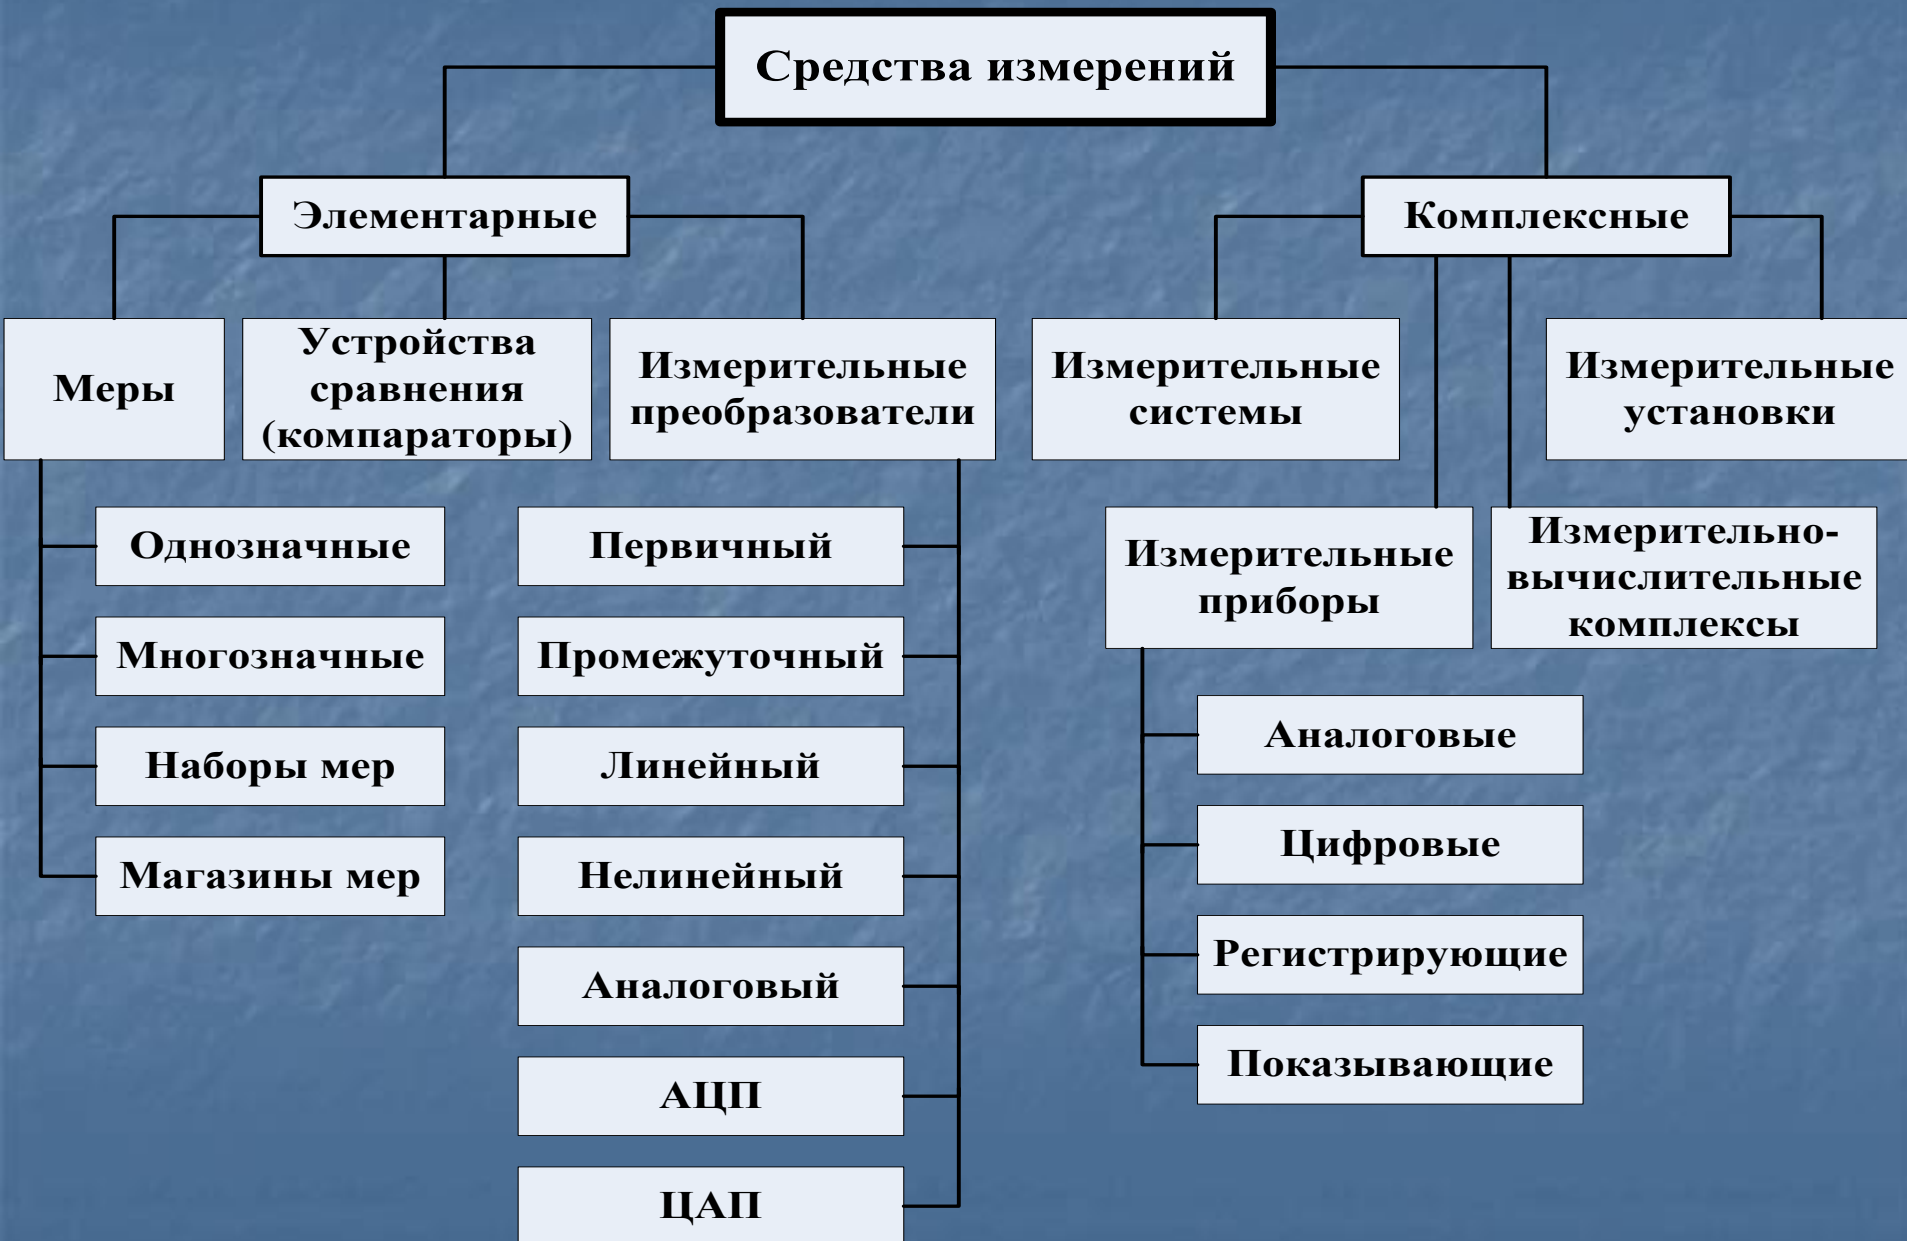 Средства измерений
Элементарные
Комплексные
Меры
Устройства
сравнения
(компараторы)
Измерительные
преобразователи
Измерительные
системы
Измерительные
установки
Однозначные
Многозначные
Наборы мер
Магазины мер
Первичный
Промежуточный
Линейный
Нелинейный
Аналоговый
АЦП
ЦАП
Измерительные
приборы
Измерительно-
вычислительные
комплексы
Аналоговые
Цифровые
Регистрирующие
Показывающие